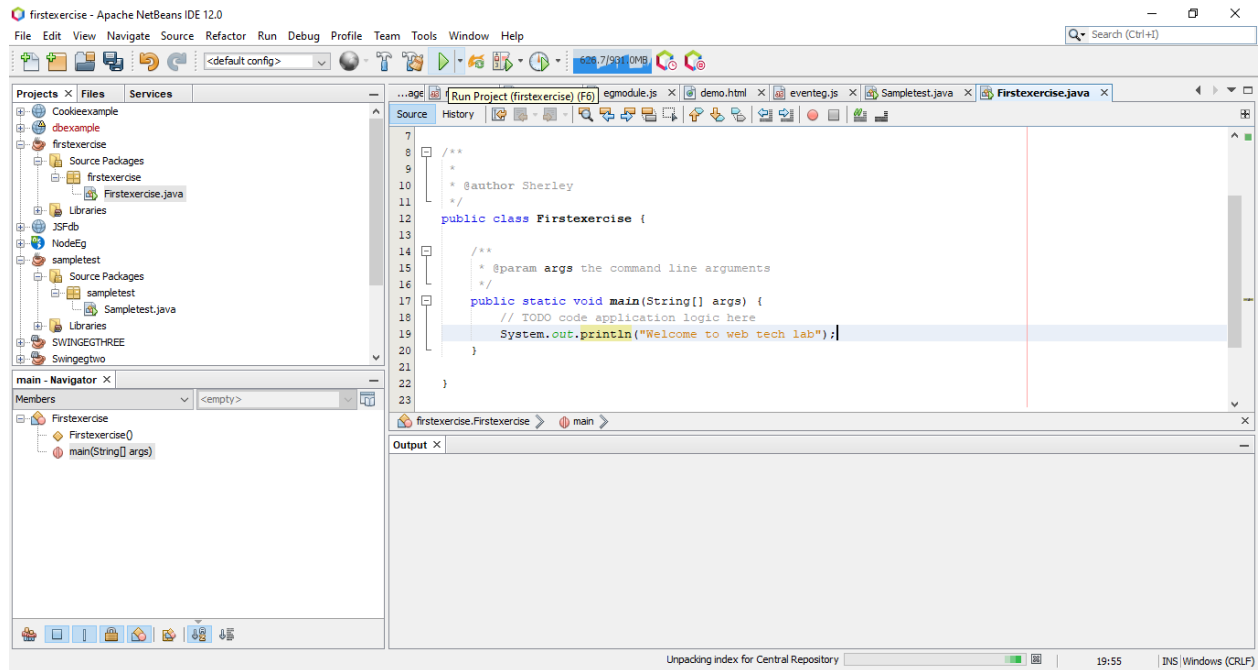 firstexercise - Apache NetBeans IDE 12.0
File Edit View Navigate Source Refactor Run Debug Profile Team Tools Window Help
Search (Ctrl+I)
<default config>
Projects Files Services
Cookieexample
dbexample
firstexercise
Source Packages
firstexercise
Firstexercise.java
Libraries
JSFdb
NodeEg
sampletest
Source Packages
sampletest
Sampletest.java
Libraries
SWINGEGTHREE
Swingegtwo
main - Navigator
Members <empty>
Firstexercise
Firstexercise()
main(String[] args)
Run Project (firstexercise) (F6)
...age egmodule.js demo.html eventeg.js Sampletest.java Firstexercise.java
Source History
7
8 /**
9 *
10 * @author Sherley
11 */
12 public class Firstexercise {
13
14 /**
15 * @param args the command line arguments
16 */
17 public static void main(String[] args) {
18 // TODO code application logic here
19 System.out.println("Welcome to web tech lab");
20 }
21
22 }
23
firstexercise.Firstexercise main
Output
Unpacking index for Central Repository
19:55 INS Windows (CRLF)